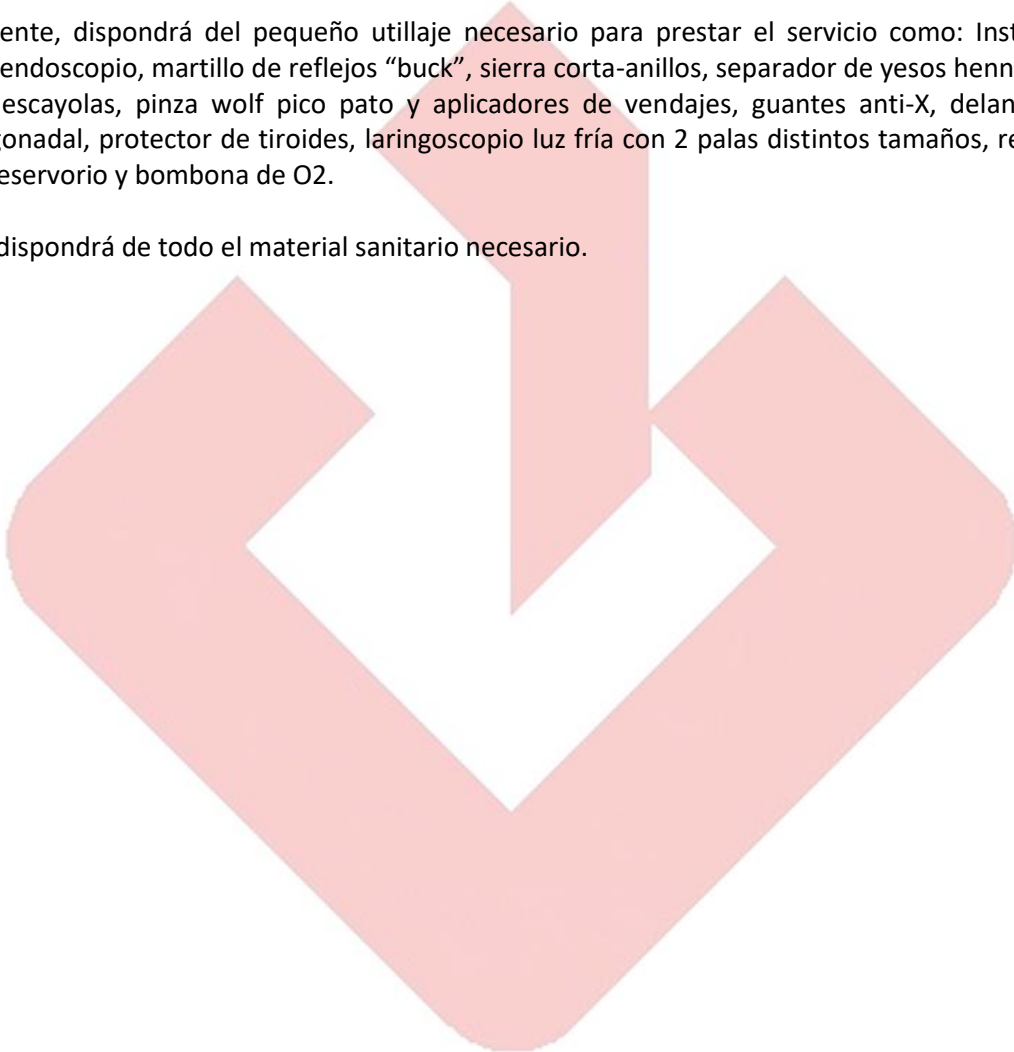 ente, dispondrá del pequeño utillaje necesario para prestar el servicio como: Inst
endoscopio, martillo de reflejos “buck”, sierra corta-anillos, separador de yesos henn
escayolas, pinza wolf pico pato y aplicadores de vendajes, guantes anti-X, delan
gonadal, protector de tiroides, laringoscopio luz fría con 2 palas distintos tamaños, re
eservorio y bombona de O2.
dispondrá de todo el material sanitario necesario.